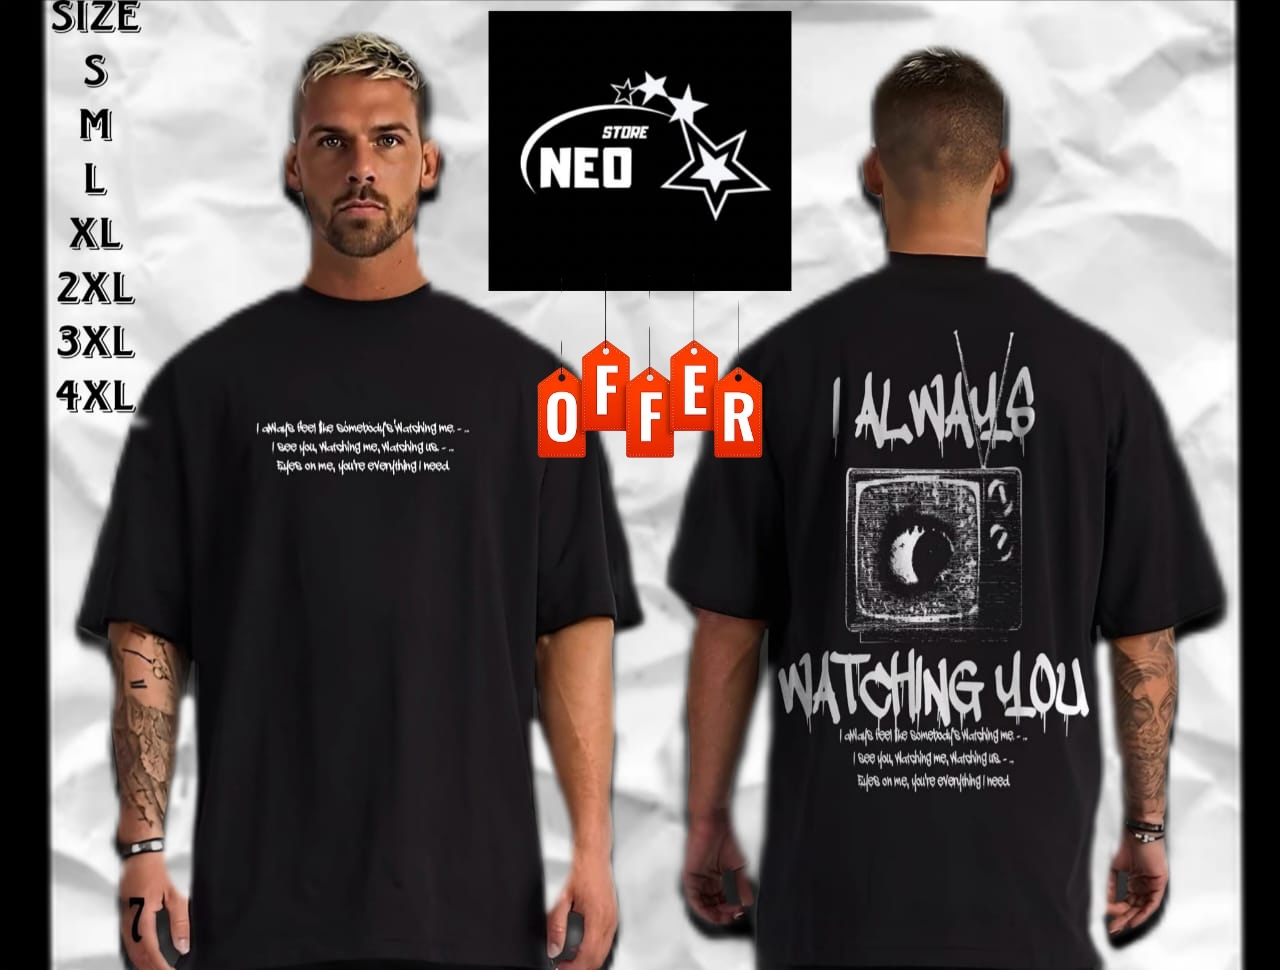 SIZE
S
M
L
XL
2XL
3XL
4XL
STORE
NEO
OFFER
I always feel like somebody's watching me. - ..
I see you, watching me, watching us. - ..
Eyes on me, you're everything I need.
I ALWAYS
WATCHING YOU
I always feel like somebody's watching me. - ..
I see you, watching me, watching us. - ..
Eyes on me, you're everything I need.
7